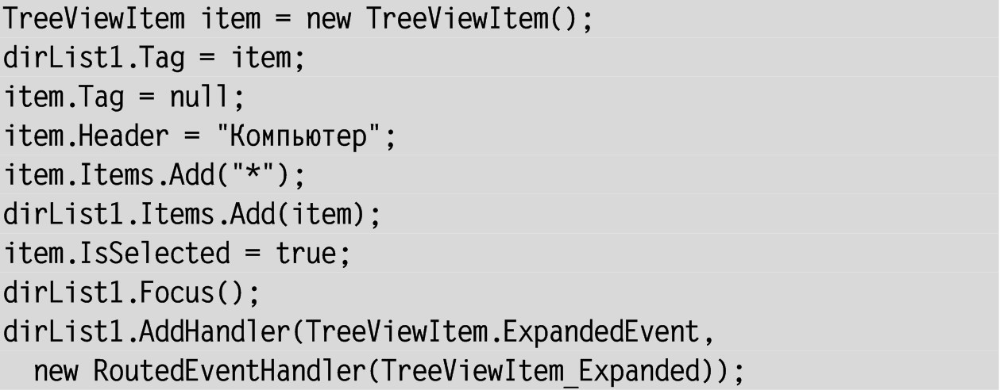 TreeViewItem item = new TreeViewItem();
dirList1.Tag = item;
item.Tag = null;
item.Header = "Компьютер";
item.Items.Add("*");
dirList1.Items.Add(item);
item.IsSelected = true;
dirList1.Focus();
dirList1.AddHandler(TreeViewItem.ExpandedEvent,
  new RoutedEventHandler(TreeViewItem_Expanded));